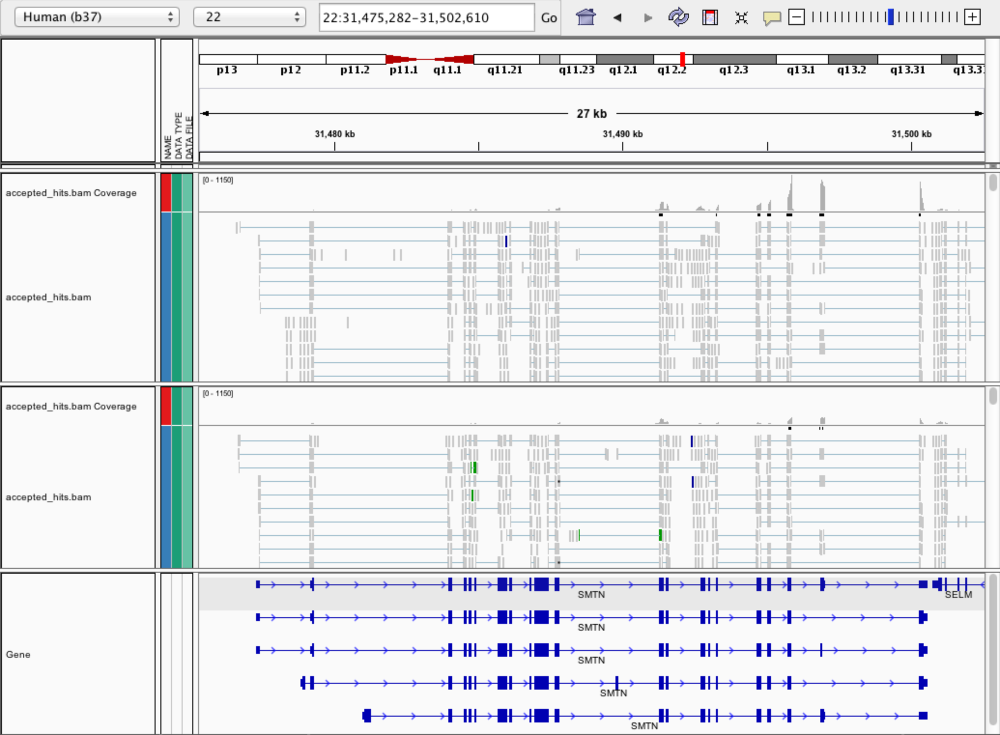 Human (b37) 22 22:31,475,282-31,502,610 Go
p13 p12 p11.2 p11.1 q11.1 q11.21 q11.23 q12.1 q12.2 q12.3 q13.1 q13.2 q13.31
27 kb
31,480 kb 31,490 kb 31,500 kb
NAME
DATA TYPE
DATA FILE
[0 - 1150]
accepted_hits.bam Coverage
accepted_hits.bam
[0 - 1150]
accepted_hits.bam Coverage
accepted_hits.bam
SMTN SELM
SMTN
Gene
SMTN
SMTN
SMTN